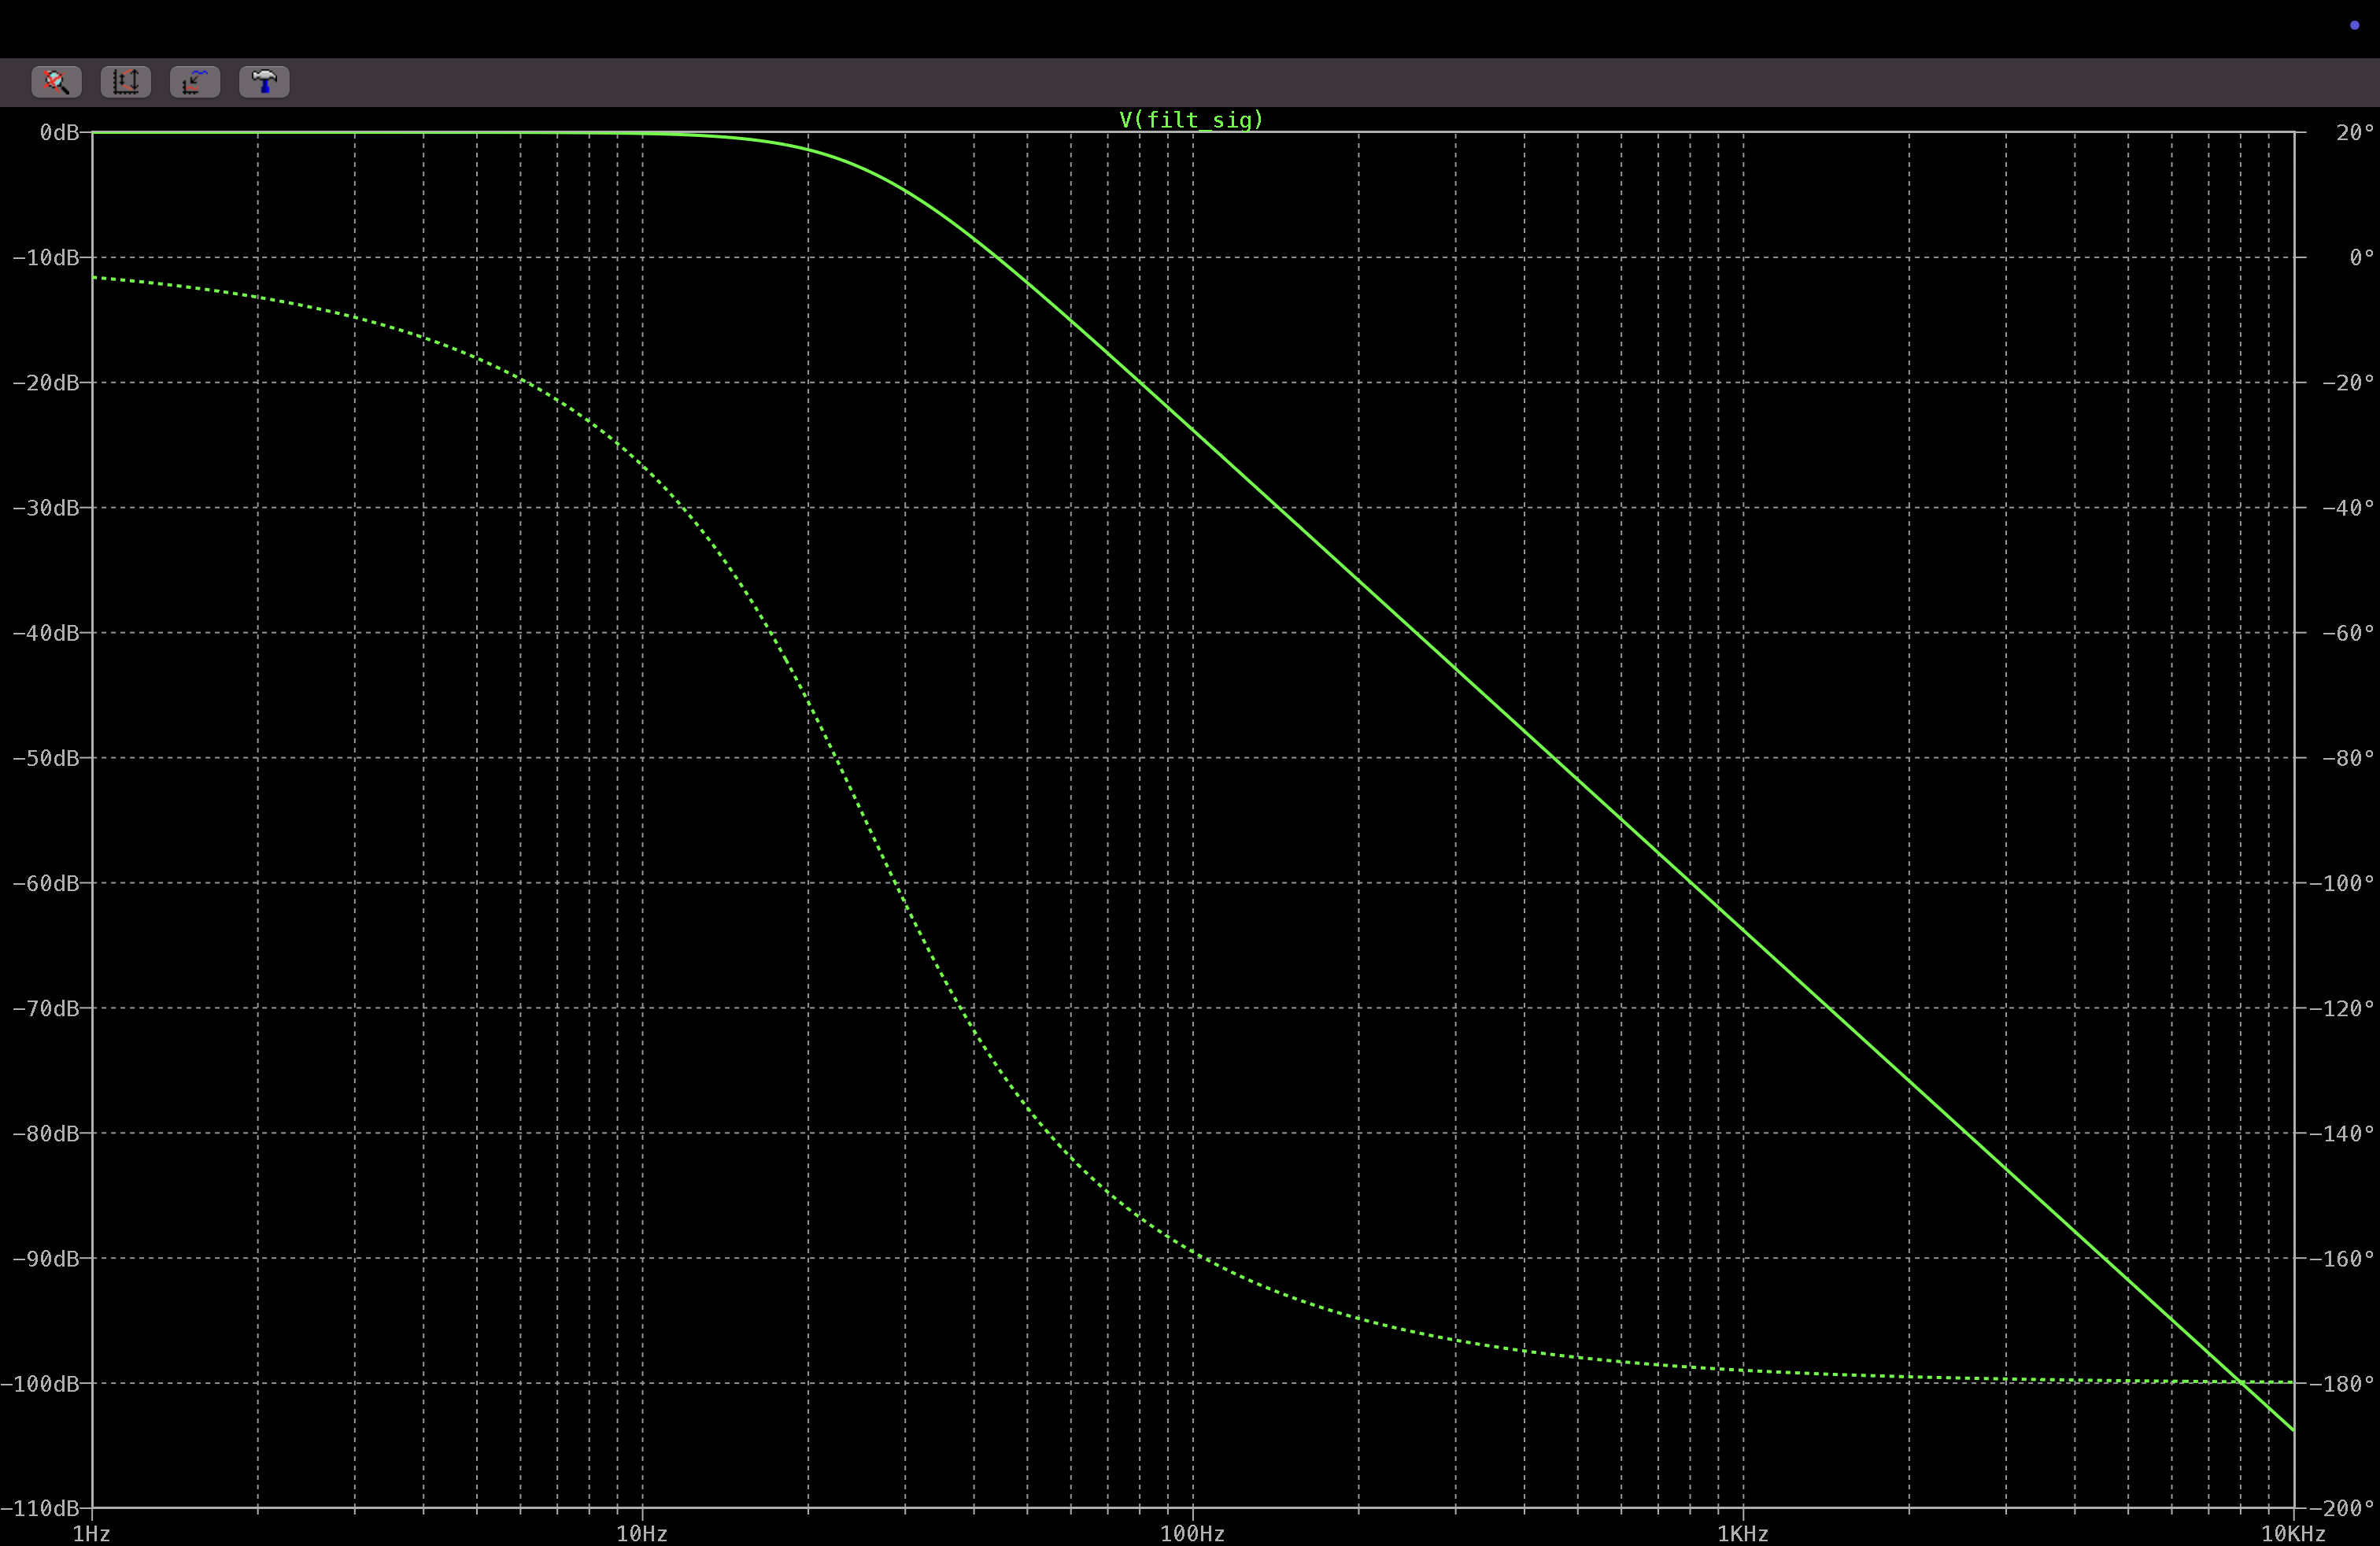 V(filt_sig)
0dB 20°
−10dB 0°
−20dB −20°
−30dB −40°
−40dB −60°
−50dB −80°
−60dB −100°
−70dB −120°
−80dB −140°
−90dB −160°
−100dB −180°
−110dB −200°
1Hz 10Hz 100Hz 1KHz 10KHz